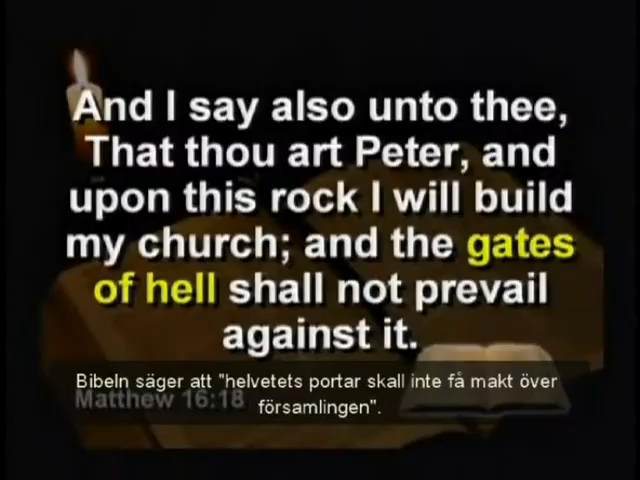 And I say also unto thee,
That thou art Peter, and
upon this rock I will build
my church; and the gates
of hell shall not prevail
against it.
Bibeln säger att "helvetets portar skall inte få makt över
församlingen".
Matthew 16:18